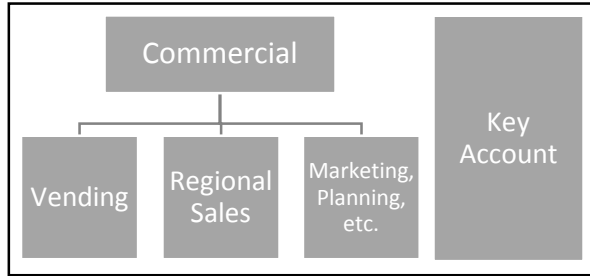 Commercial
Vending
Regional
Sales
Marketing,
Planning,
etc.
Key
Account